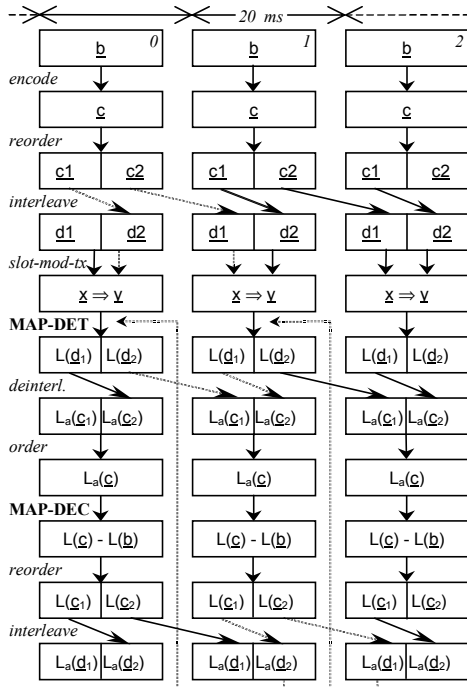 20 ms
0 1 2
b b b
encode
c c c
reorder
c1 c2 c1 c2 c1 c2
interleave
d1 d2 d1 d2 d1 d2
slot-mod-tx
x ⇒ v x ⇒ v x ⇒ v
MAP-DET
L(d₁) L(d₂) L(d₁) L(d₂) L(d₁) L(d₂)
deinterl.
Lₐ(c₁) Lₐ(c₂) Lₐ(c₁) Lₐ(c₂) Lₐ(c₁) Lₐ(c₂)
order
Lₐ(c) Lₐ(c) Lₐ(c)
MAP-DEC
L(c) - L(b) L(c) - L(b) L(c) - L(b)
reorder
L(c₁) L(c₂) L(c₁) L(c₂) L(c₁) L(c₂)
interleave
Lₐ(d₁) Lₐ(d₂) Lₐ(d₁) Lₐ(d₂) Lₐ(d₁) Lₐ(d₂)